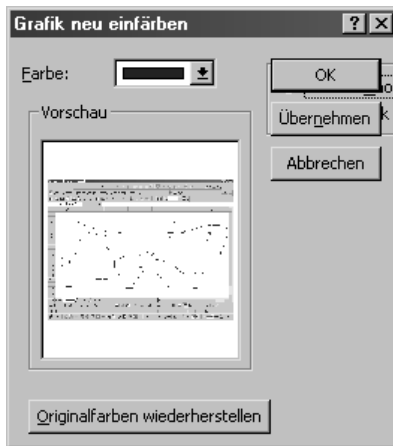 Grafik neu einfärben
Farbe:
OK
Vorschau
Übernehmen
Abbrechen
Originalfarben wiederherstellen